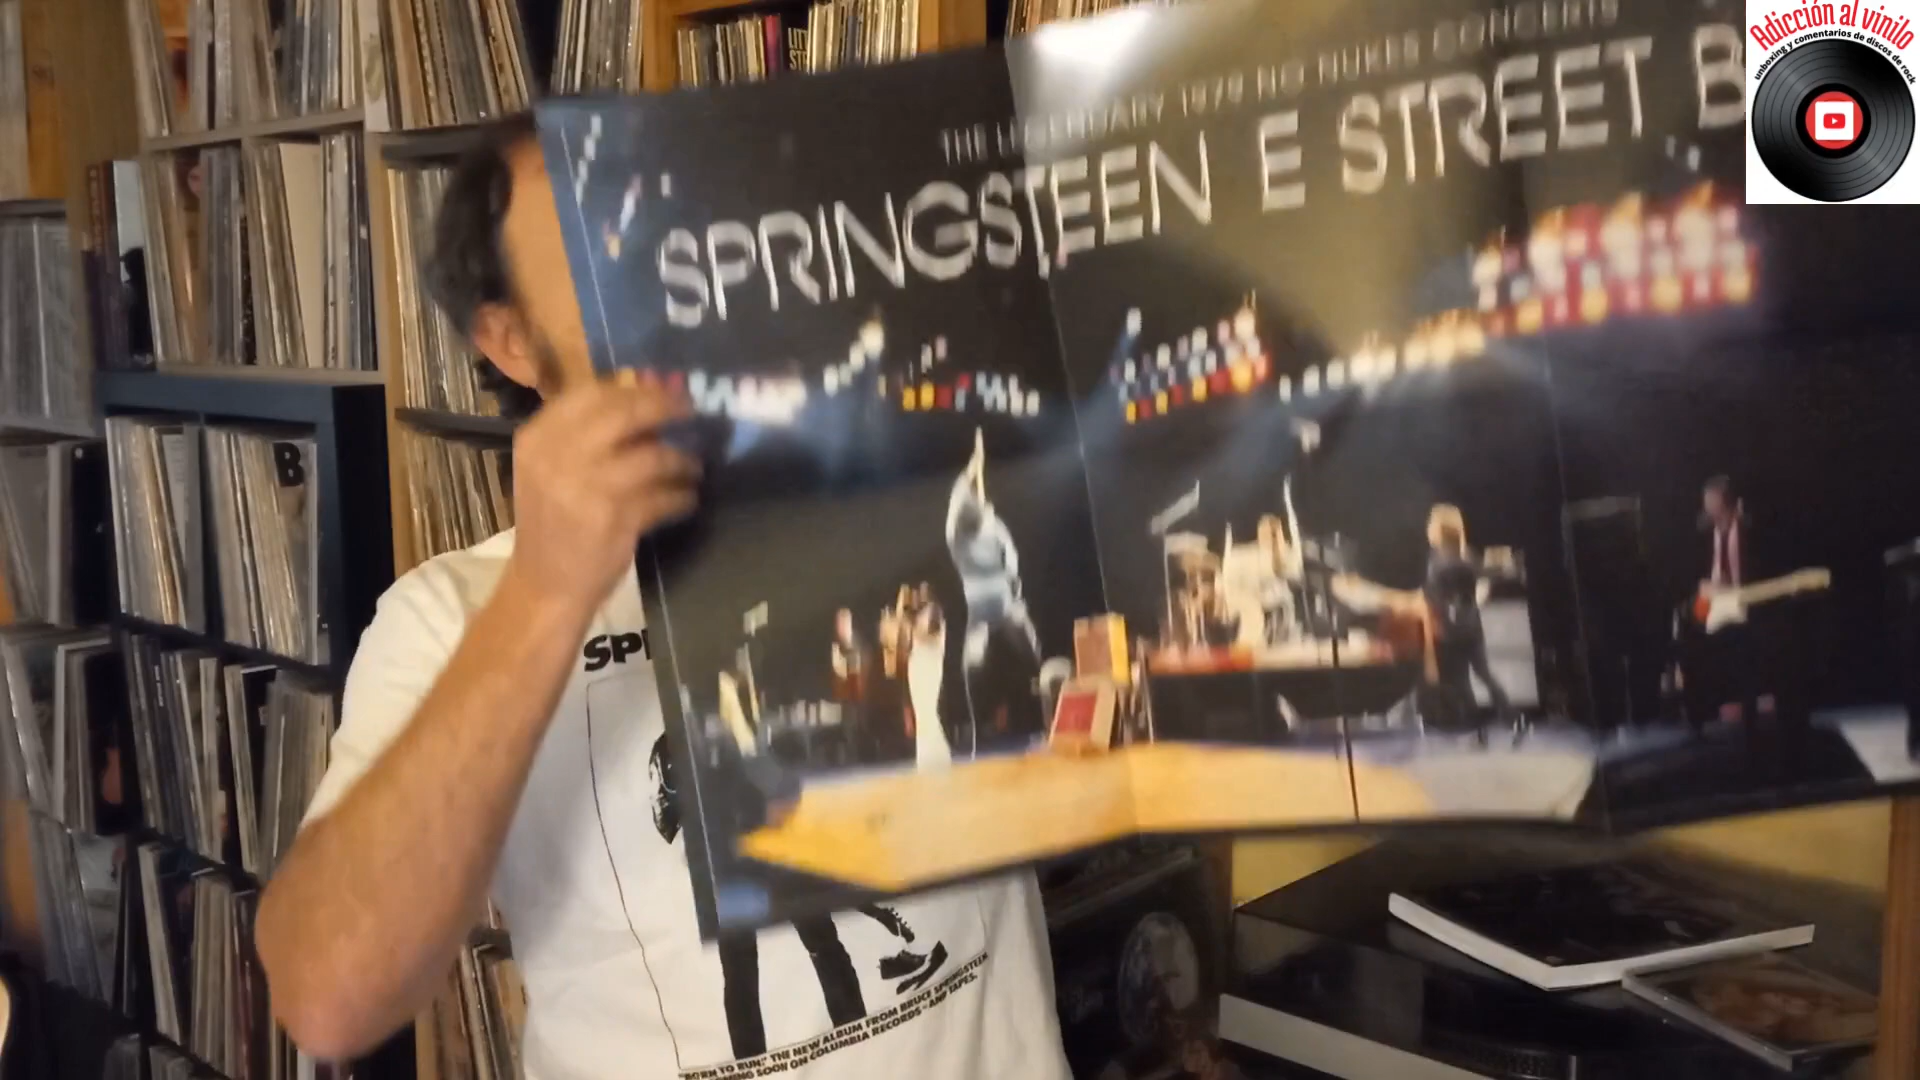 Adicción al vinilo
unboxing y comentarios de discos de rock
THE LEGENDARY 1979 NO NUKES CONCERTS
SPRINGSTEEN E STREET B
B
SP
"BORN TO RUN:" THE NEW ALBUM FROM BRUCE SPRINGSTEEN
COMING SOON ON COLUMBIA RECORDS - AND TAPES.